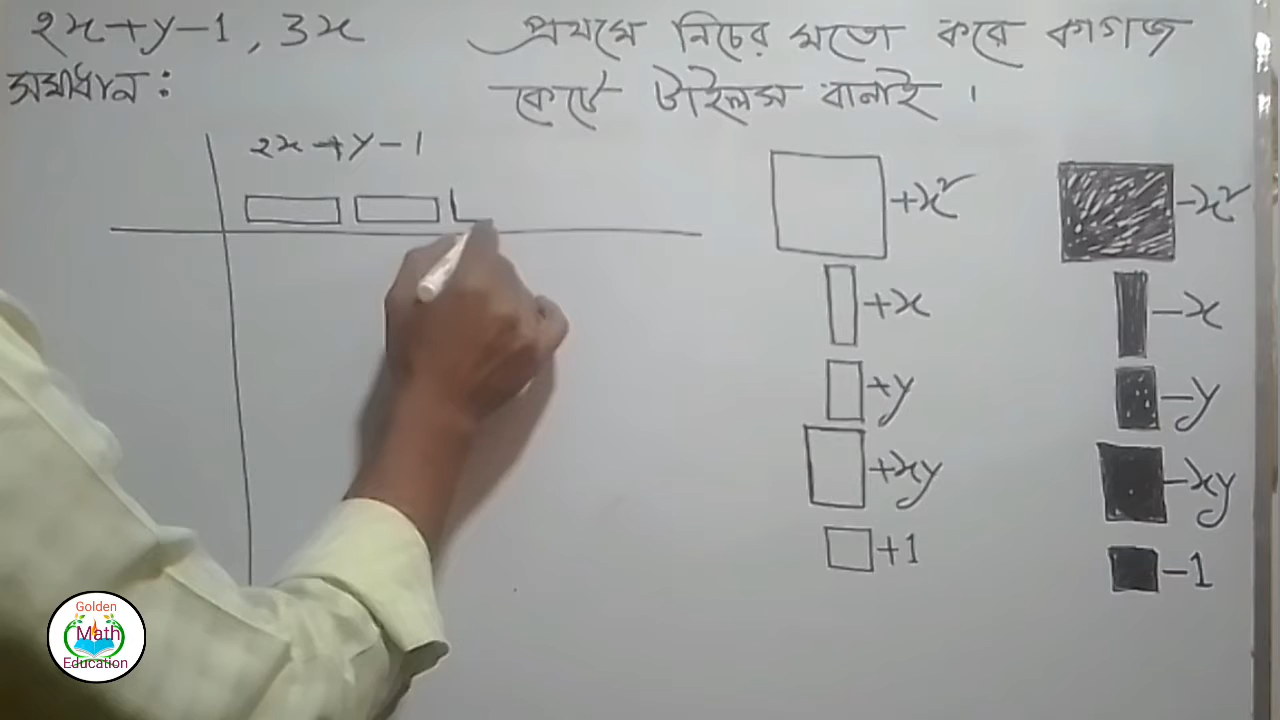 ২x+y-1, 3x
সমাধান:
প্রথমে নিচের মতো করে কাগজ
কেটে টাইলস বানাই ।
২x+y-1
+x²
+x
+y
+xy
+1
-x²
-x
-y
-xy
-1
Golden
Math
Education